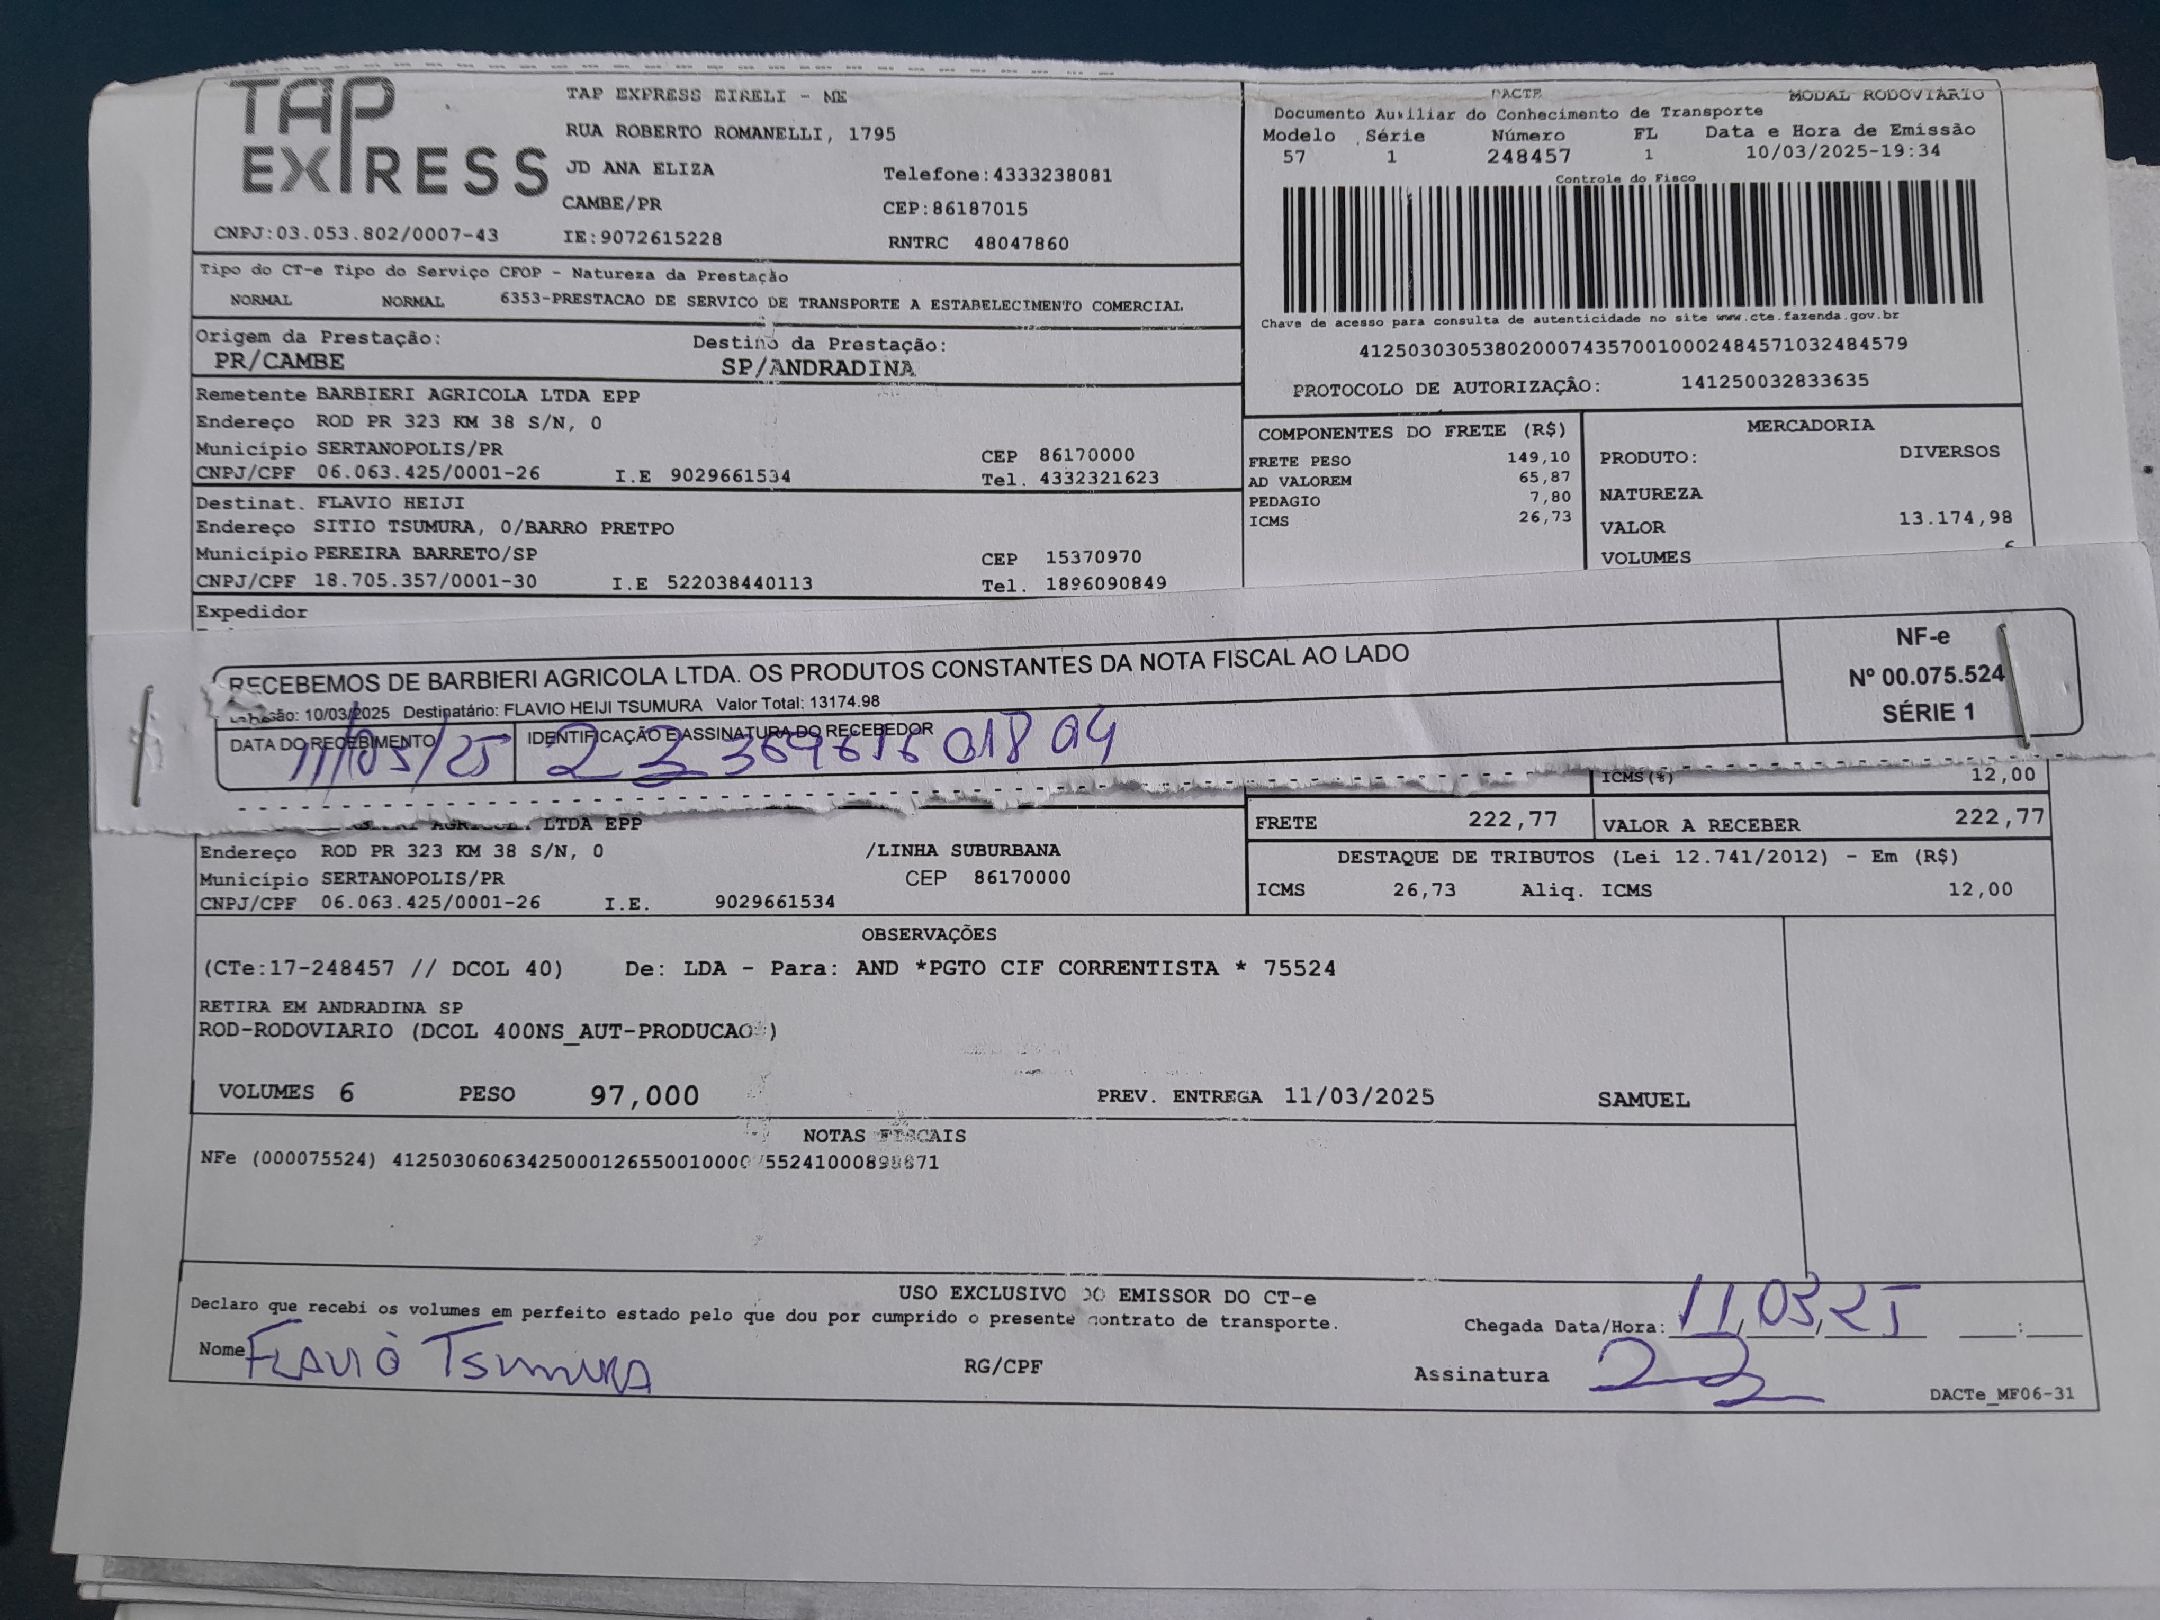 TAP EXPRESS
TAP EXPRESS EIRELI - ME
RUA ROBERTO ROMANELLI, 1795
JD ANA ELIZA
Telefone:4333238081
CAMBE/PR
CEP:86187015
CNPJ:03.053.802/0007-43
IE:9072615228
RNTRC 48047860
DACTE
MODAL RODOVIÁRIO
Documento Auxiliar do Conhecimento de Transporte
Modelo Série Número FL Data e Hora de Emissão
57 1 248457 1 10/03/2025-19:34
Controle do Fisco
Chave de acesso para consulta de autenticidade no site www.cte.fazenda.gov.br
41250303053802000743570010002484571032484579
PROTOCOLO DE AUTORIZAÇÃO: 141250032833635
Tipo do CT-e Tipo do Serviço CFOP - Natureza da Prestação
NORMAL NORMAL 6353-PRESTACAO DE SERVICO DE TRANSPORTE A ESTABELECIMENTO COMERCIAL
Origem da Prestação: Destino da Prestação:
PR/CAMBE SP/ANDRADINA
Remetente BARBIERI AGRICOLA LTDA EPP
Endereço ROD PR 323 KM 38 S/N, 0
Município SERTANOPOLIS/PR CEP 86170000
CNPJ/CPF 06.063.425/0001-26 I.E 9029661534 Tel. 4332321623
Destinat. FLAVIO HEIJI
Endereço SITIO TSUMURA, 0/BARRO PRETPO
Município PEREIRA BARRETO/SP CEP 15370970
CNPJ/CPF 18.705.357/0001-30 I.E 522038440113 Tel. 1896090849
Expedidor
COMPONENTES DO FRETE (R$)
FRETE PESO 149,10
AD VALOREM 65,87
PEDAGIO 7,80
ICMS 26,73
MERCADORIA
PRODUTO: DIVERSOS
NATUREZA
VALOR 13.174,98
VOLUMES
RECEBEMOS DE BARBIERI AGRICOLA LTDA. OS PRODUTOS CONSTANTES DA NOTA FISCAL AO LADO
10/03/2025 Destinatário: FLAVIO HEIJI TSUMURA Valor Total: 13174.98
DATA DO RECEBIMENTO
11/03/25
IDENTIFICAÇÃO E ASSINATURA DO RECEBEDOR
NF-e
Nº 00.075.524
SÉRIE 1
ICMS(%) 12,00
AGRICOLA LTDA EPP
Endereço ROD PR 323 KM 38 S/N, 0 /LINHA SUBURBANA
Município SERTANOPOLIS/PR CEP 86170000
CNPJ/CPF 06.063.425/0001-26 I.E. 9029661534
FRETE 222,77 VALOR A RECEBER 222,77
DESTAQUE DE TRIBUTOS (Lei 12.741/2012) - Em (R$)
ICMS 26,73 Aliq. ICMS 12,00
OBSERVAÇÕES
(CTe:17-248457 // DCOL 40) De: LDA - Para: AND *PGTO CIF CORRENTISTA * 75524
RETIRA EM ANDRADINA SP
ROD-RODOVIARIO (DCOL 400NS_AUT-PRODUCAO )
VOLUMES 6 PESO 97,000 PREV. ENTREGA 11/03/2025 SAMUEL
NOTAS FISCAIS
NFe (000075524)
USO EXCLUSIVO DO EMISSOR DO CT-e
Declaro que recebi os volumes em perfeito estado pelo que dou por cumprido o presente contrato de transporte.
Chegada Data/Hora: 11,03,25 :
Nome FLAVIO TSUMURA RG/CPF Assinatura
DACTe_MF06-31